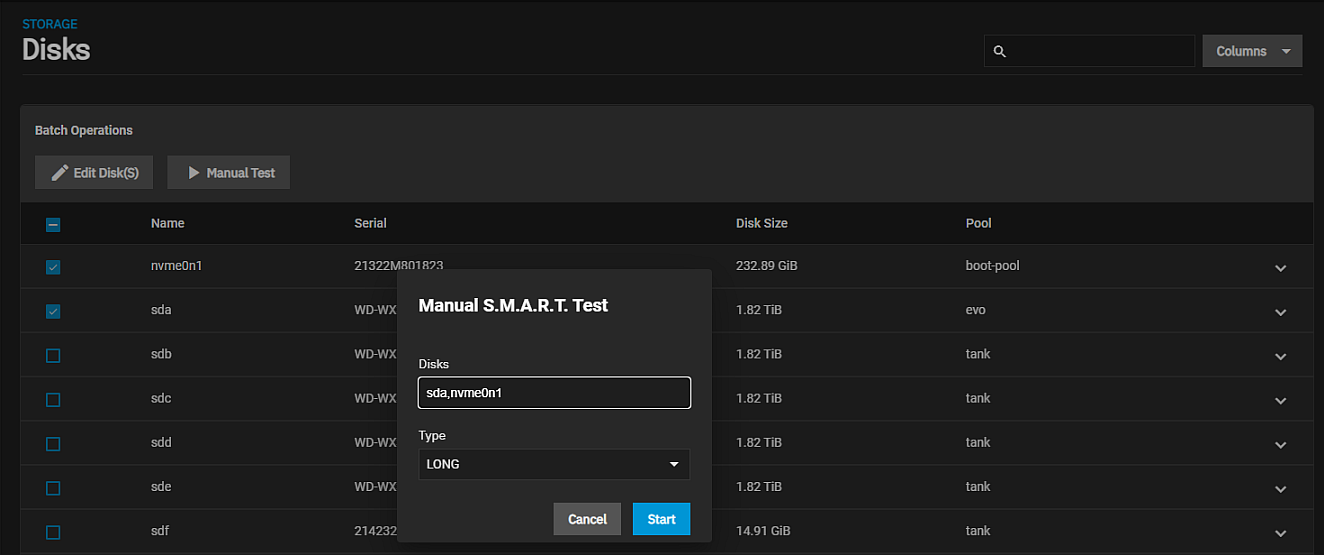 STORAGE
Disks
Columns
Batch Operations
Edit Disk(S) Manual Test
Name Serial Disk Size Pool
nvme0n1 21322M801823 232.89 GiB boot-pool
sda WD-WX 1.82 TiB evo
sdb WD-WX 1.82 TiB tank
sdc WD-WX 1.82 TiB tank
sdd WD-WX 1.82 TiB tank
sde WD-WX 1.82 TiB tank
sdf 214232 14.91 GiB tank
Manual S.M.A.R.T. Test
Disks
sda,nvme0n1
Type
LONG
Cancel Start